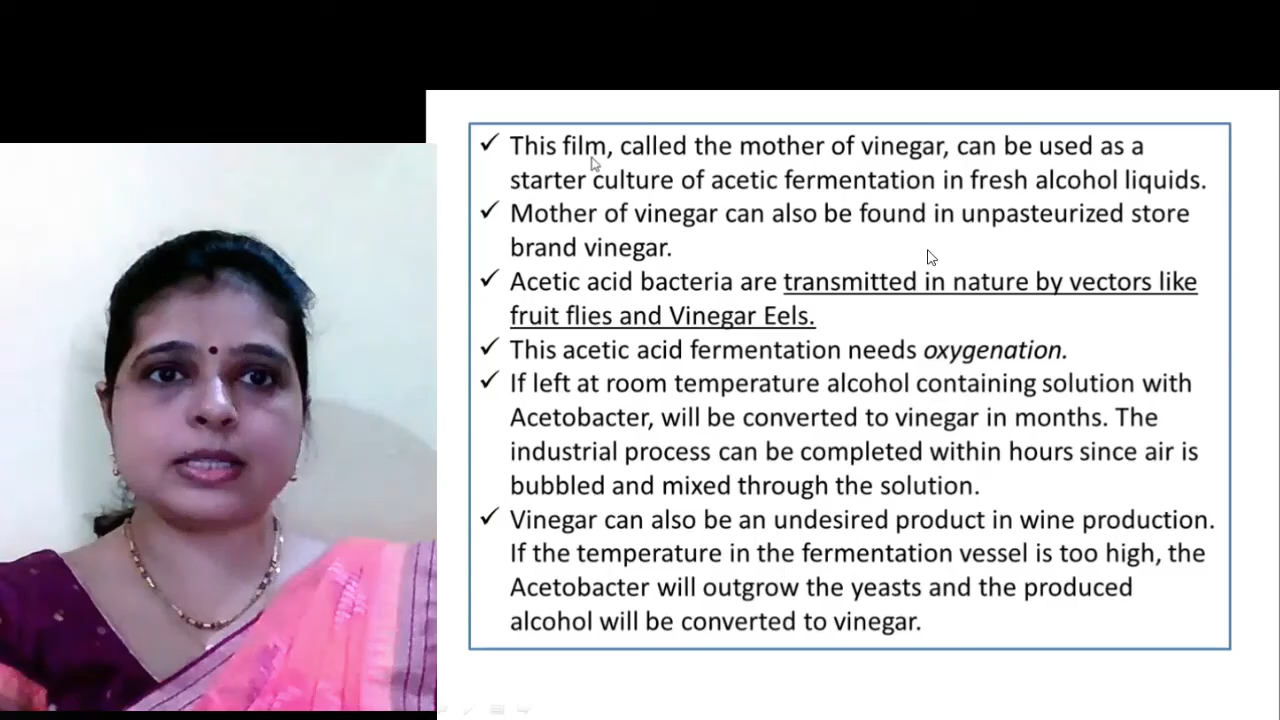 ✓ This film, called the mother of vinegar, can be used as a
starter culture of acetic fermentation in fresh alcohol liquids.
✓ Mother of vinegar can also be found in unpasteurized store
brand vinegar.
✓ Acetic acid bacteria are transmitted in nature by vectors like
fruit flies and Vinegar Eels.
✓ This acetic acid fermentation needs oxygenation.
✓ If left at room temperature alcohol containing solution with
Acetobacter, will be converted to vinegar in months. The
industrial process can be completed within hours since air is
bubbled and mixed through the solution.
✓ Vinegar can also be an undesired product in wine production.
If the temperature in the fermentation vessel is too high, the
Acetobacter will outgrow the yeasts and the produced
alcohol will be converted to vinegar.